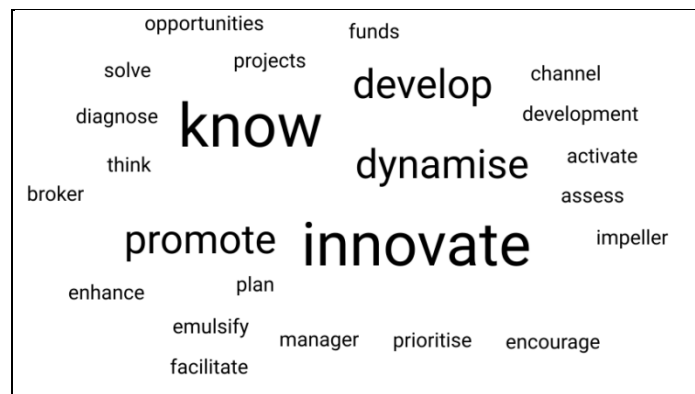 opportunities
funds
projects
solve
develop
channel
know
diagnose
development
think
dynamise
activate
broker
assess
promote
innovate
impeller
enhance
plan
emulsify
manager
prioritise
encourage
facilitate